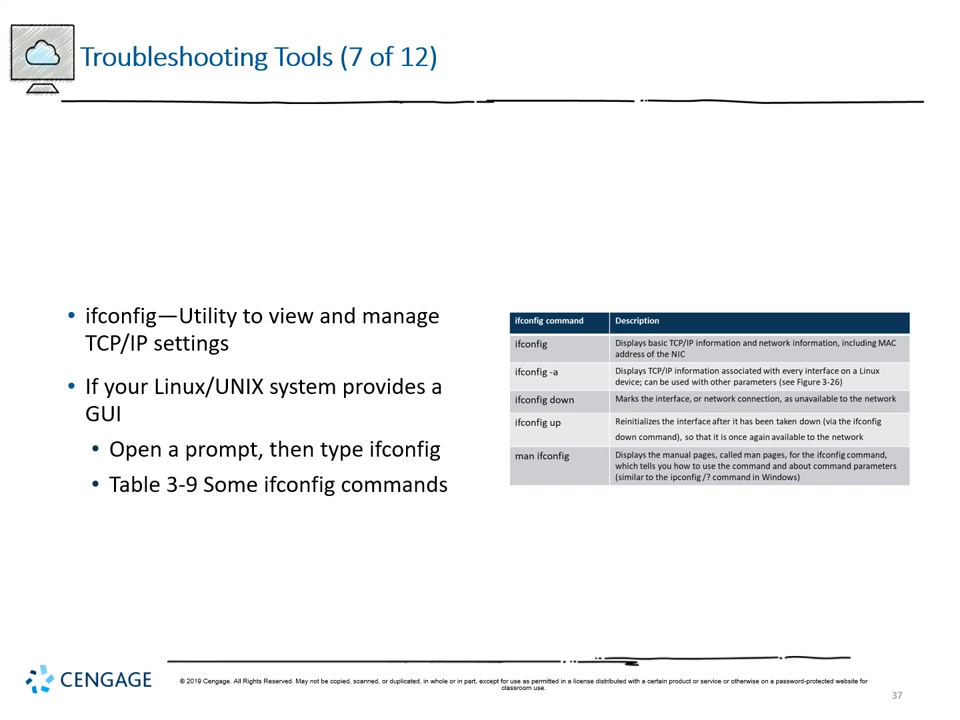 Troubleshooting Tools (7 of 12)
• ifconfig—Utility to view and manage
TCP/IP settings
• If your Linux/UNIX system provides a
GUI
• Open a prompt, then type ifconfig
• Table 3-9 Some ifconfig commands
ifconfig command Description
ifconfig Displays basic TCP/IP information and network information, including MAC
address of the NIC
ifconfig -a Displays TCP/IP information associated with every interface on a Linux
device; can be used with other parameters (see Figure 3-26)
ifconfig down Marks the interface, or network connection, as unavailable to the network
ifconfig up Reinitializes the interface after it has been taken down (via the ifconfig
down command), so that it is once again available to the network
man ifconfig Displays the manual pages, called man pages, for the ifconfig command,
which tells you how to use the command and about command parameters
(similar to the ipconfig /? command in Windows)
CENGAGE
© 2019 Cengage. All Rights Reserved. May not be copied, scanned, or duplicated, in whole or in part, except for use as permitted in a license distributed with a certain product or service or otherwise on a password-protected website for
classroom use.
37